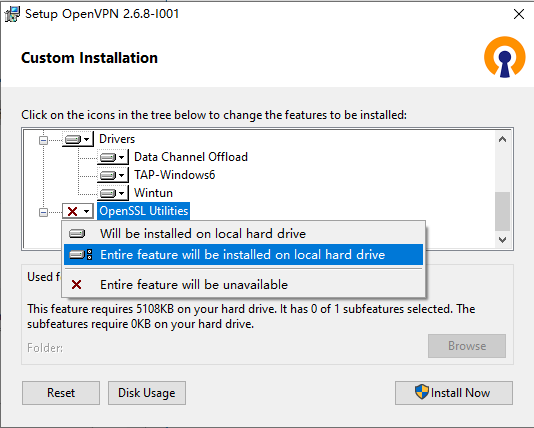 Setup OpenVPN 2.6.8-I001
Custom Installation
Click on the icons in the tree below to change the features to be installed:
Drivers
Data Channel Offload
TAP-Windows6
Wintun
OpenSSL Utilities
Will be installed on local hard drive
Entire feature will be installed on local hard drive
Entire feature will be unavailable
Used f
This feature requires 5108KB on your hard drive. It has 0 of 1 subfeatures selected. The
subfeatures require 0KB on your hard drive.
Folder:
Browse
Reset
Disk Usage
Install Now